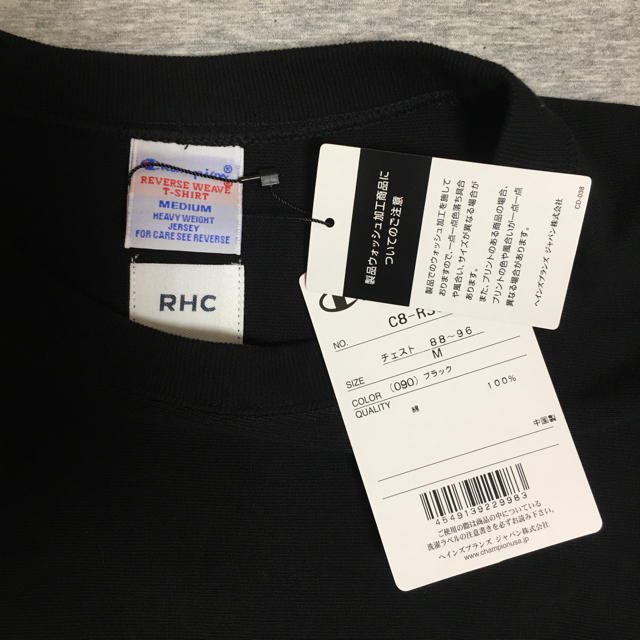 Champion
REVERSE WEAVE
T-SHIRT
MEDIUM
HEAVY WEIGHT
JERSEY
FOR CARE SEE REVERSE
RHC
製品ウォッシュ加工商品に
ついてのご注意
製品でのウォッシュ加工を施して
おりますので、一点一点色落ち具合
や風合い、サイズが異なる場合が
あります。
また、プリントのある商品の場合、
プリントの色や風合いが一点一点
異なる場合があります。
ヘインズブランズ ジャパン株式会社
CD-038
NO.
C8-R3
チェスト 88~96
SIZE M
COLOR (090) ブラック
QUALITY 綿 100%
中国製
4549139229983
ご使用の際は商品の中についている
洗濯ラベルの注意書きを必ずお読み下さい。
ヘインズブランズ ジャパン株式会社
www.championusa.jp